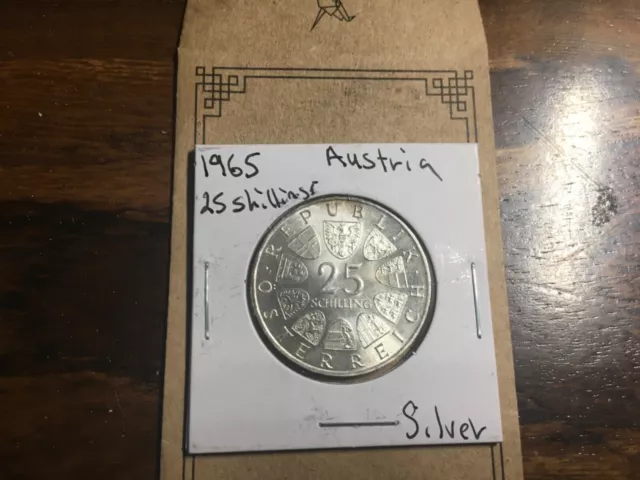 1965 Austria
25 shillings
REPUBLIK·
ÖSTERREICH·
25
SCHILLING
Silver